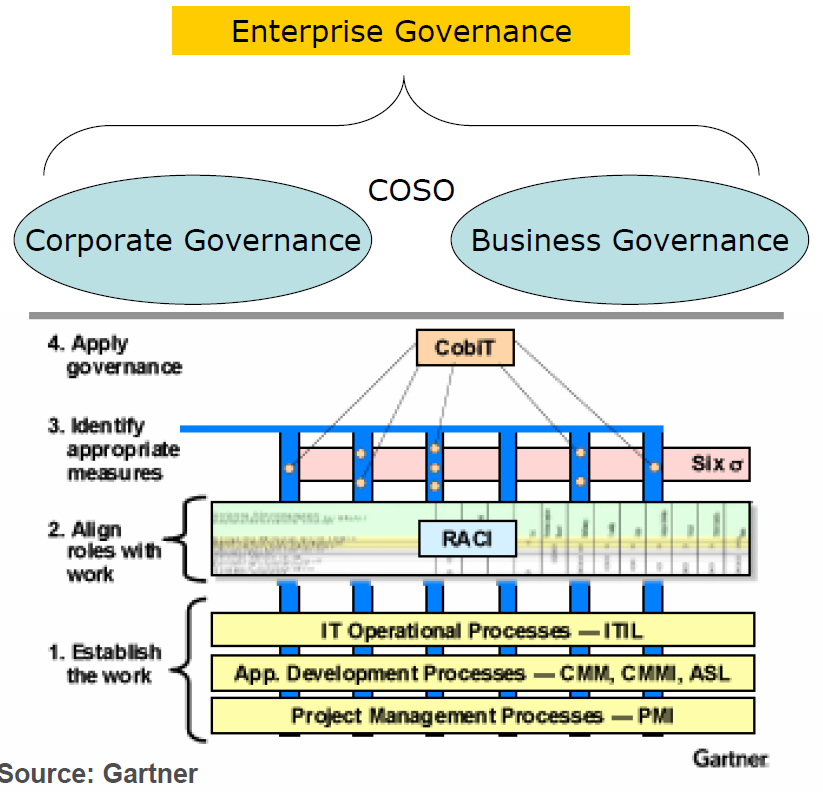 Enterprise Governance
COSO
Corporate Governance
Business Governance
4. Apply
governance
CobiT
3. Identify
appropriate
measures
Six σ
2. Align
roles with
work
RACI
1. Establish
the work
IT Operational Processes — ITIL
App. Development Processes — CMM, CMMI, ASL
Project Management Processes — PMI
Gartner
Source: Gartner